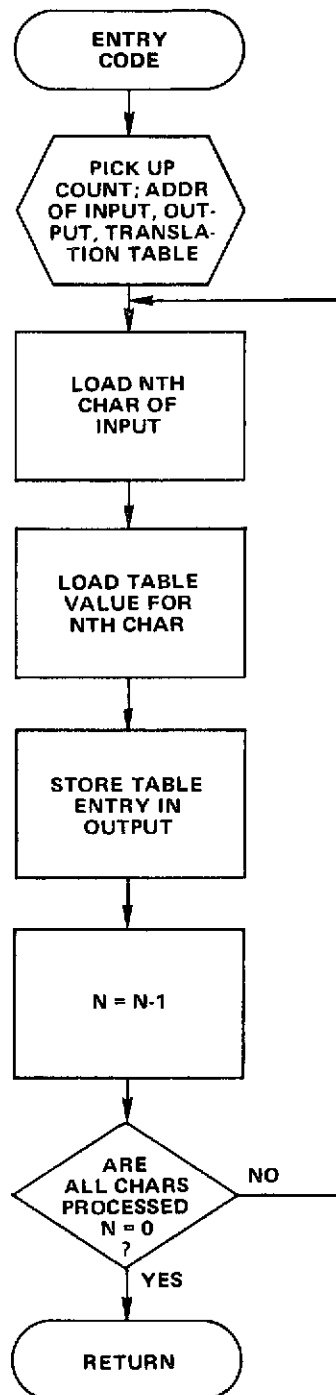 ENTRY
CODE
PICK UP
COUNT; ADDR
OF INPUT, OUT-
PUT, TRANSLA-
TION TABLE
LOAD NTH
CHAR OF
INPUT
LOAD TABLE
VALUE FOR
NTH CHAR
STORE TABLE
ENTRY IN
OUTPUT
N = N-1
ARE
ALL CHARS
PROCESSED
N = 0
?
NO
YES
RETURN